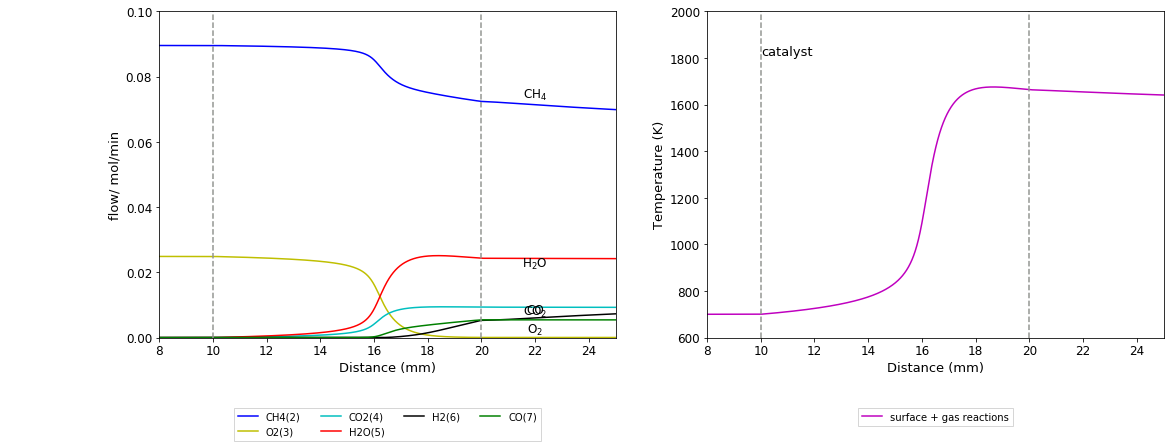 0.10
0.08
0.06
0.04
0.02
0.00
flow/ mol/min
CH₄
H₂O
CO
CO₂
O₂
8 10 12 14 16 18 20 22 24
Distance (mm)
CH4(2) CO2(4) H2(6) CO(7)
O2(3) H2O(5)
2000
1800
1600
1400
1200
1000
800
600
Temperature (K)
catalyst
8 10 12 14 16 18 20 22 24
Distance (mm)
surface + gas reactions